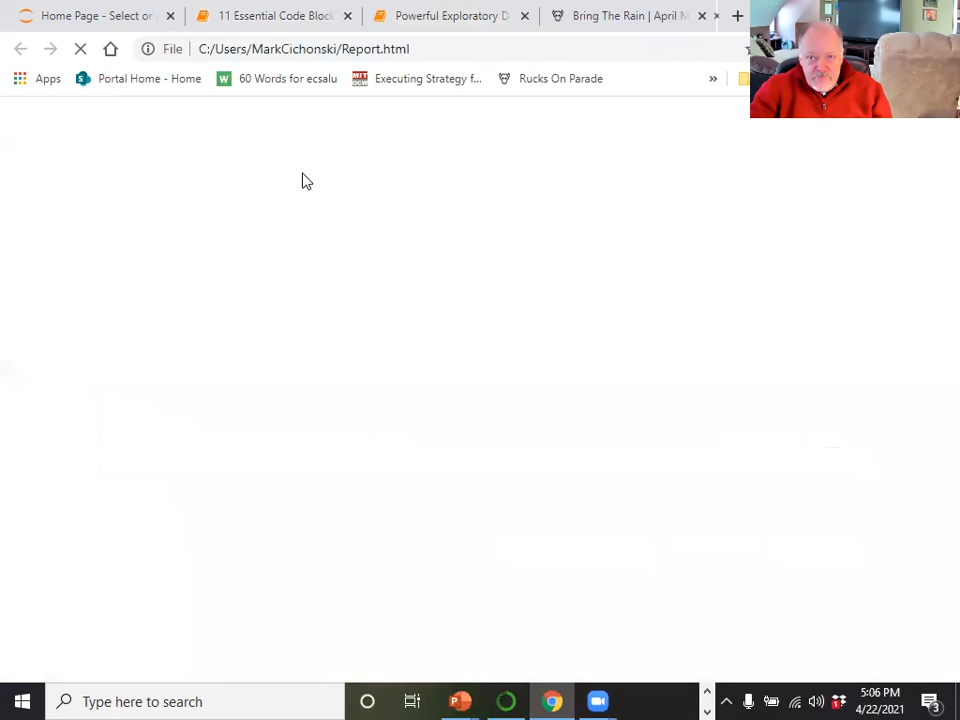 Home Page - Select or
11 Essential Code Block
Powerful Exploratory D
Bring The Rain | April M
File
C:/Users/MarkCichonski/Report.html
Apps
Portal Home - Home
60 Words for ecsalu
Executing Strategy f...
Rucks On Parade
Type here to search
5:06 PM
4/22/2021